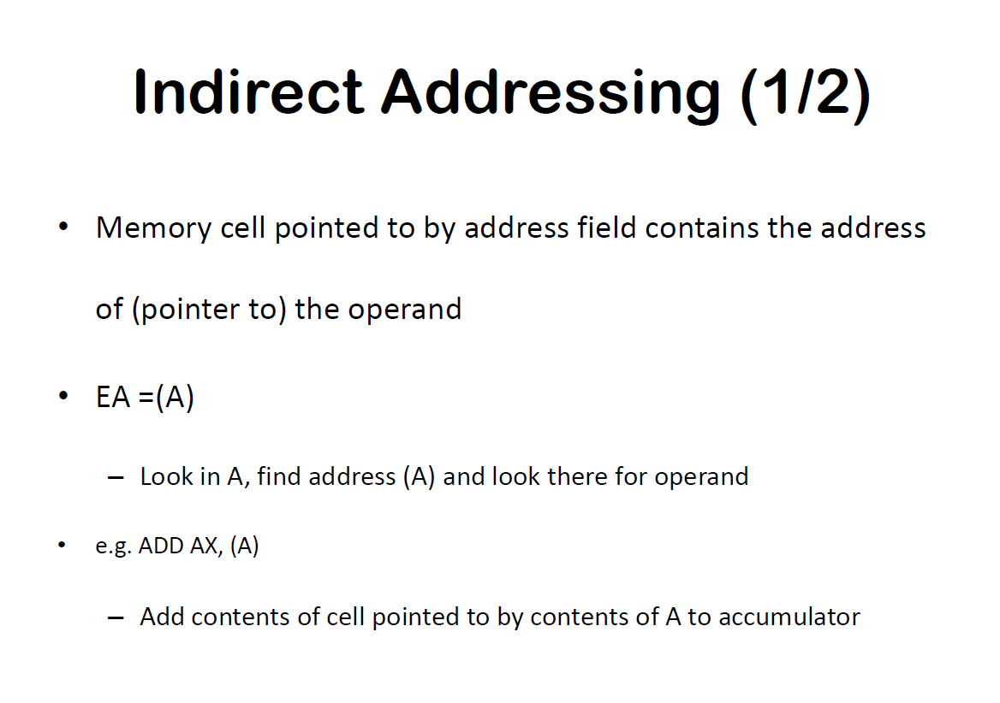 Indirect Addressing (1/2)
• Memory cell pointed to by address field contains the address
of (pointer to) the operand
• EA =(A)
– Look in A, find address (A) and look there for operand
• e.g. ADD AX, (A)
– Add contents of cell pointed to by contents of A to accumulator